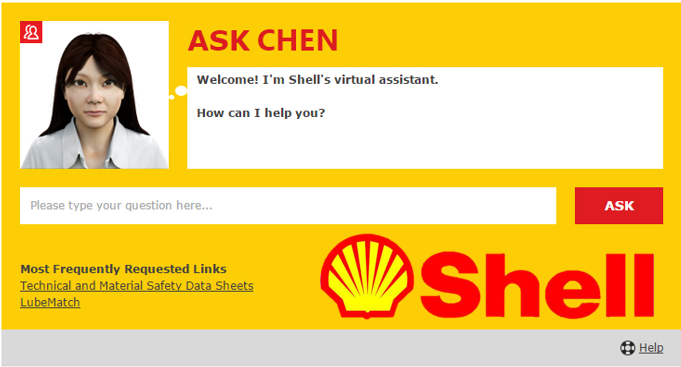 ASK CHEN
Welcome! I'm Shell's virtual assistant.
How can I help you?
Please type your question here...
ASK
Most Frequently Requested Links
Technical and Material Safety Data Sheets
LubeMatch
Shell
Help